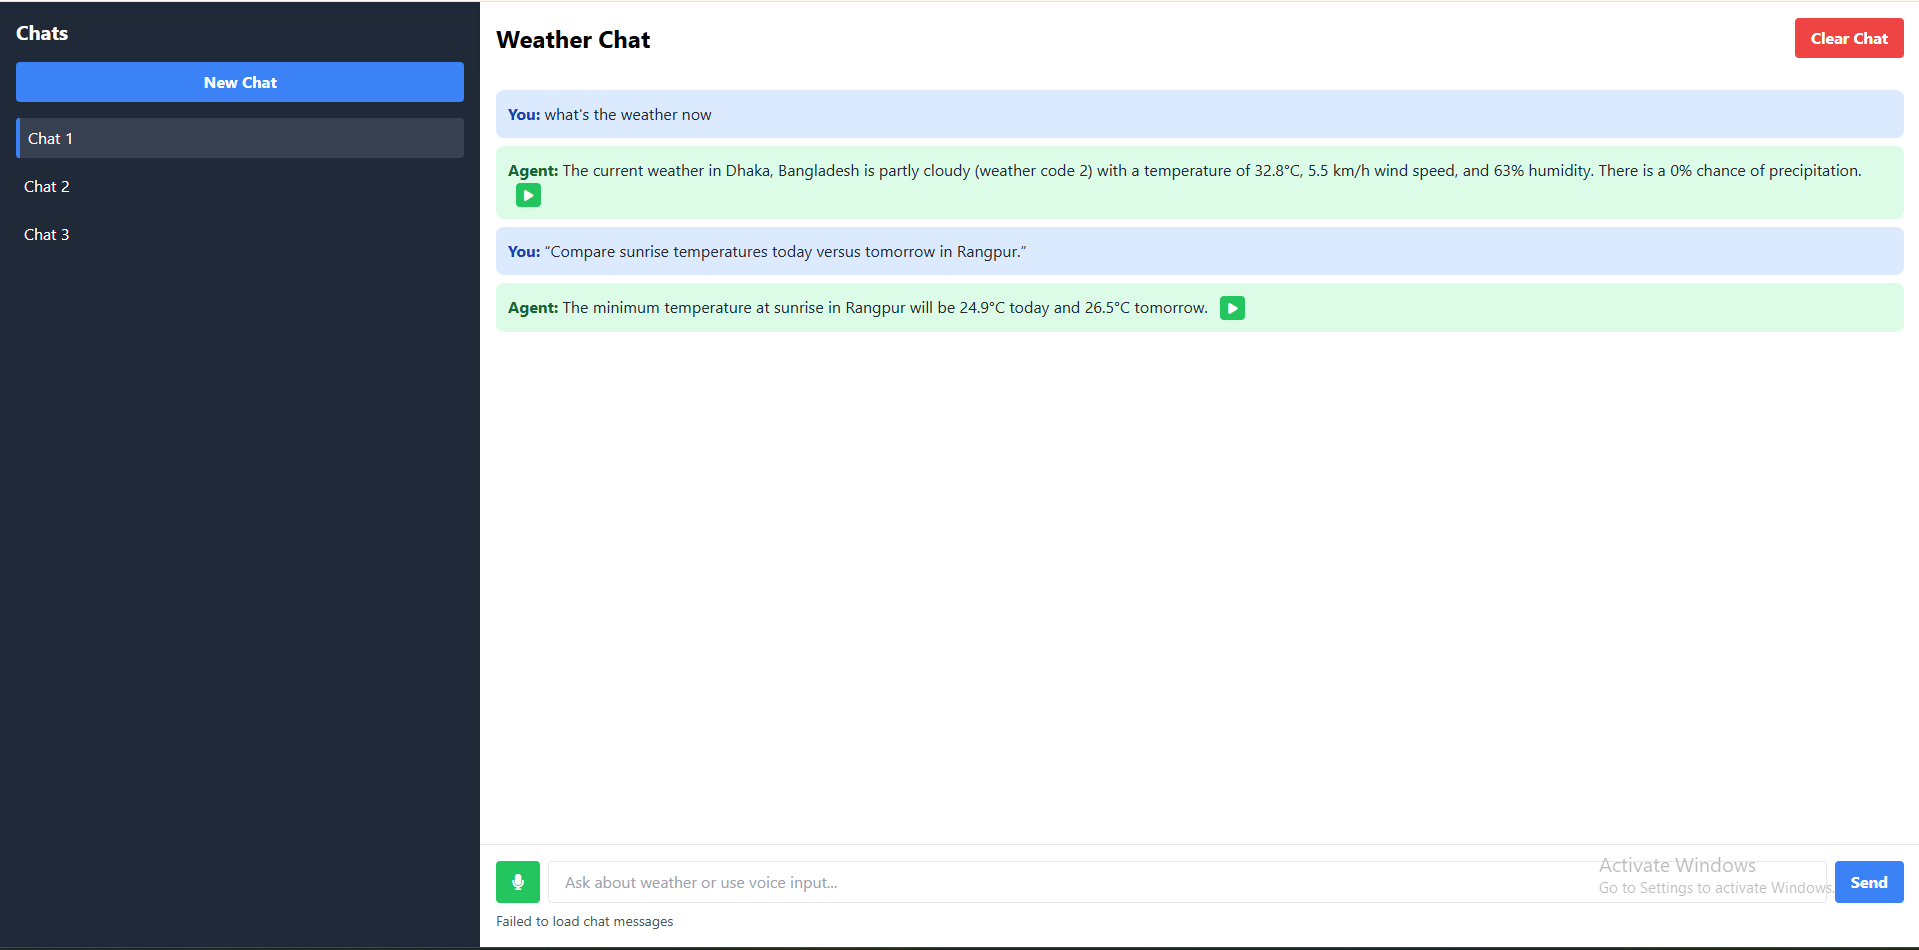 Chats
New Chat
Chat 1
Chat 2
Chat 3
Weather Chat
Clear Chat
You: what's the weather now
Agent: The current weather in Dhaka, Bangladesh is partly cloudy (weather code 2) with a temperature of 32.8°C, 5.5 km/h wind speed, and 63% humidity. There is a 0% chance of precipitation.
You: “Compare sunrise temperatures today versus tomorrow in Rangpur.”
Agent: The minimum temperature at sunrise in Rangpur will be 24.9°C today and 26.5°C tomorrow.
Ask about weather or use voice input...
Activate Windows
Go to Settings to activate Windows.
Send
Failed to load chat messages